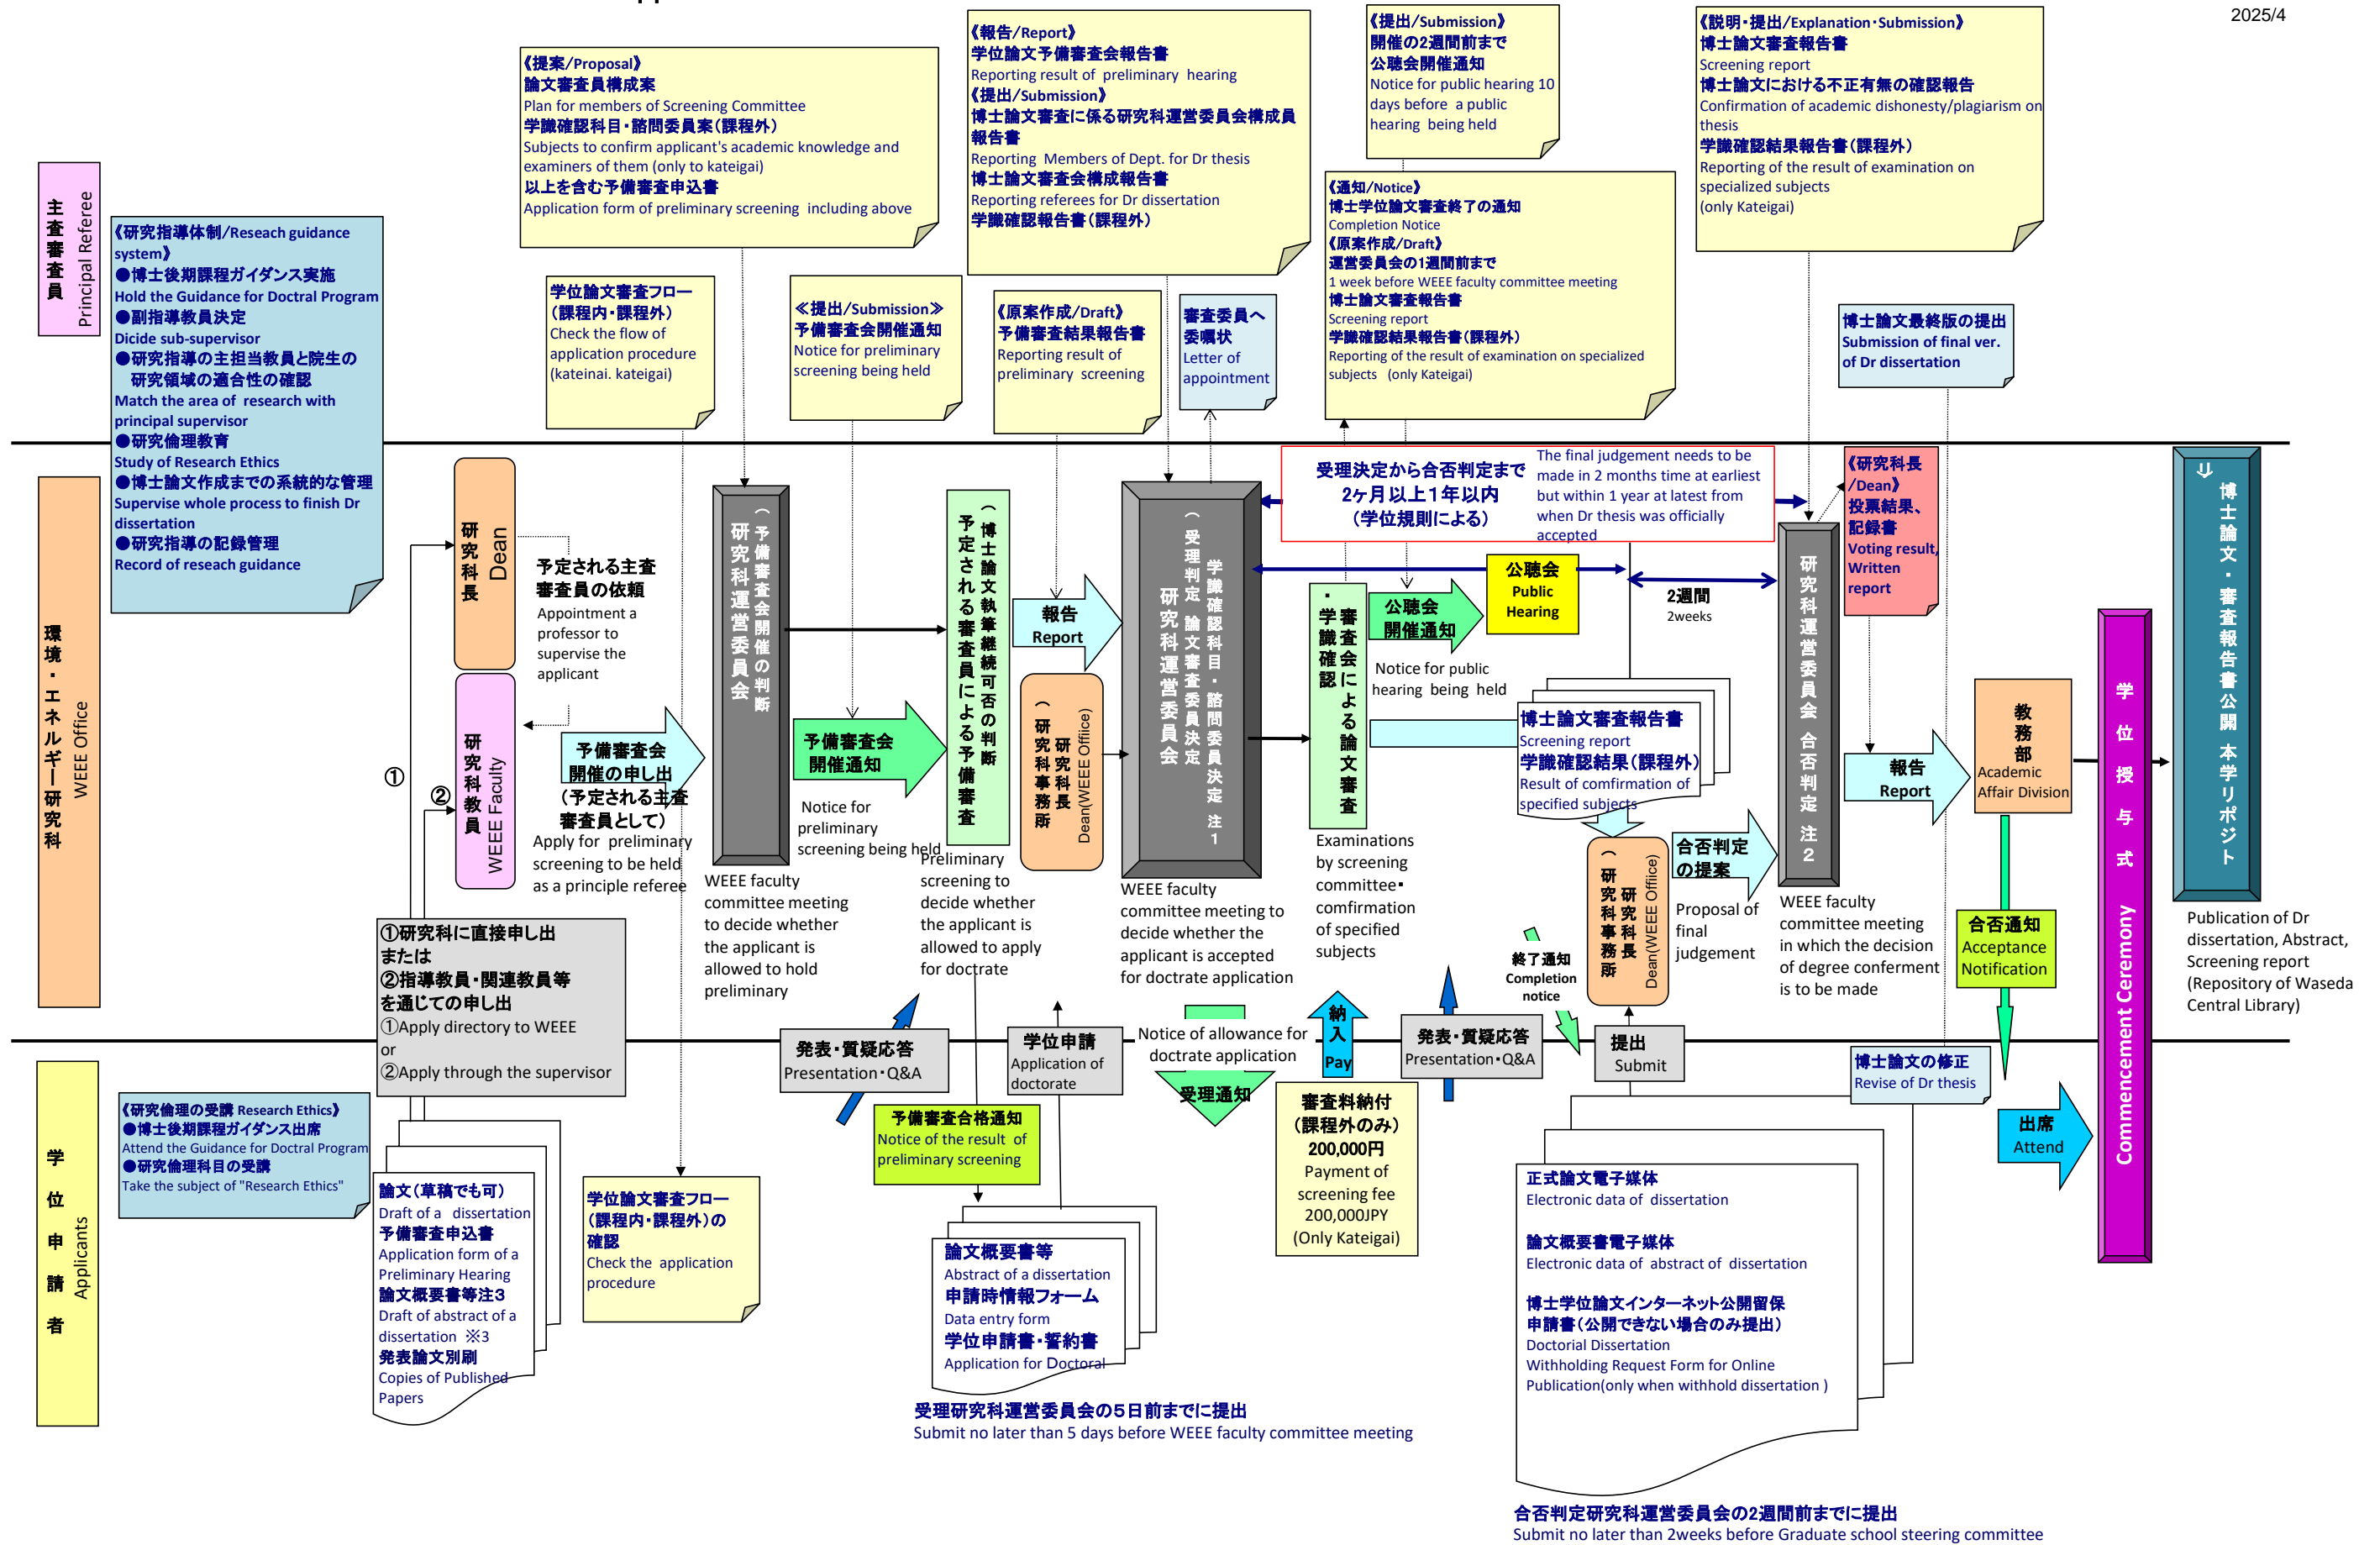 2025/4
《提案/Proposal》
論文審査員構成案
Plan for members of Screening Committee
学識確認科目・諮問委員案（課程外）
Subjects to confirm applicant's academic knowledge and
examiners of them (only to kateigai)
以上を含む予備審査申込書
Application form of preliminary screening including above
《報告/Report》
学位論文予備審査会報告書
Reporting result of preliminary hearing
《提出/Submission》
博士論文審査に係る研究科運営委員会構成員
報告書
Reporting Members of Dept. for Dr thesis
博士論文審査会構成報告書
Reporting referees for Dr dissertation
学識確認報告書（課程外）
《提出/Submission》
開催の2週間前まで
公聴会開催通知
Notice for public hearing 10
days before a public
hearing being held
《説明・提出/Explanation・Submission》
博士論文審査報告書
Screening report
博士論文における不正有無の確認報告
Confirmation of academic dishonesty/plagiarism on
thesis
学識確認結果報告書（課程外）
Reporting of the result of examination on
specialized subjects
(only Kateigai)
主査審査員
Principal Referee
《研究指導体制/Reseach guidance
system》
●博士後期課程ガイダンス実施
Hold the Guidance for Doctral Program
●副指導教員決定
Dicide sub-supervisor
●研究指導の主担当教員と院生の
研究領域の適合性の確認
Match the area of research with
principal supervisor
●研究倫理教育
Study of Research Ethics
●博士論文作成までの系統的な管理
Supervise whole process to finish Dr
dissertation
●研究指導の記録管理
Record of reseach guidance
学位論文審査フロー
（課程内・課程外）
Check the flow of
application procedure
(kateinai. kateigai)
≪提出/Submission≫
予備審査会開催通知
Notice for preliminary
screening being held
《原案作成/Draft》
予備審査結果報告書
Reporting result of
preliminary screening
審査委員へ
委嘱状
Letter of
appointment
《通知/Notice》
博士学位論文審査終了の通知
Completion Notice
《原案作成/Draft》
運営委員会の1週間前まで
1 week before WEEE faculty committee meeting
博士論文審査報告書
Screening report
学識確認結果報告書（課程外）
Reporting of the result of examination on specialized
subjects (only Kateigai)
博士論文最終版の提出
Submission of final ver.
of Dr dissertation
環境・エネルギー研究科
WEEE Office
研究科長
Dean
予定される主査
審査員の依頼
Appointment a
professor to
supervise the
applicant
研究科教員
WEEE Faculty
①
②
予備審査会
開催の申し出
（予定される主査
審査員として）
Apply for preliminary
screening to be held
as a principle referee
研究科運営委員会
（予備審査会開催の判断
WEEE faculty
committee meeting
to decide whether
the applicant is
allowed to hold
preliminary
予備審査会
開催通知
Notice for
preliminary
screening being held
予定される審査員による予備審査
（博士論文執筆継続可否の判断
Preliminary
screening to
decide whether
the applicant is
allowed to apply
for doctrate
報告
Report
（研究科事務所
研究科長
Dean(WEEE Offiice)
研究科運営委員会
（受理判定 論文審査委員決定
学識確認科目・諮問委員決定 注1
WEEE faculty
committee meeting to
decide whether the
applicant is accepted
for doctrate application
受理決定から合否判定まで
2ヶ月以上1年以内
（学位規則による）
The final judgement needs to be
made in 2 months time at earliest
but within 1 year at latest from
when Dr thesis was officially
accepted
審査会による論文審査
・学識確認
Examinations
by screening
committee・
comfirmation
of specified
subjects
公聴会
開催通知
Notice for public
hearing being held
公聴会
Public
Hearing
2週間
2weeks
博士論文審査報告書
Screening report
学識確認結果（課程外）
Result of comfirmation of
specified subjects
（研究科事務所
研究科長
Dean(WEEE Offiice)
合否判定
の提案
Proposal of
final
judgement
研究科運営委員会 合否判定 注2
WEEE faculty
committee meeting
in which the decision
of degree conferment
is to be made
《研究科長
/Dean》
投票結果、
記録書
Voting result,
Written
report
報告
Report
教務部
Academic
Affair Division
合否通知
Acceptance
Notification
学位授与式
Commencement Ceremony
博士論文・審査報告書公開 本学リポジト
リ
Publication of Dr
dissertation, Abstract,
Screening report
(Repository of Waseda
Central Library)
①研究科に直接申し出
または
②指導教員・関連教員等
を通じての申し出
①Apply directory to WEEE
or
②Apply through the supervisor
発表・質疑応答
Presentation・Q&A
学位申請
Application of
doctorate
Notice of allowance for
doctrate application
受理通知
納入
Pay
発表・質疑応答
Presentation・Q&A
終了通知
Completion
notice
提出
Submit
博士論文の修正
Revise of Dr thesis
出席
Attend
学位申請者
Applicants
《研究倫理の受講 Research Ethics》
●博士後期課程ガイダンス出席
Attend the Guidance for Doctral Program
●研究倫理科目の受講
Take the subject of "Research Ethics"
論文（草稿でも可）
Draft of a dissertation
予備審査申込書
Application form of a
Preliminary Hearing
論文概要書等注3
Draft of abstract of a
dissertation ※3
発表論文別刷
Copies of Published
Papers
学位論文審査フロー
（課程内・課程外）の
確認
Check the application
procedure
予備審査合格通知
Notice of the result of
preliminary screening
論文概要書等
Abstract of a dissertation
申請時情報フォーム
Data entry form
学位申請書・誓約書
Application for Doctoral
受理研究科運営委員会の5日前までに提出
Submit no later than 5 days before WEEE faculty committee meeting
審査料納付
（課程外のみ）
200,000円
Payment of
screening fee
200,000JPY
(Only Kateigai)
正式論文電子媒体
Electronic data of dissertation
論文概要書電子媒体
Electronic data of abstract of dissertation
博士学位論文インターネット公開留保
申請書（公開できない場合のみ提出）
Doctorial Dissertation
Withholding Request Form for Online
Publication(only when withhold dissertation )
合否判定研究科運営委員会の2週間前までに提出
Submit no later than 2weeks before Graduate school steering committee